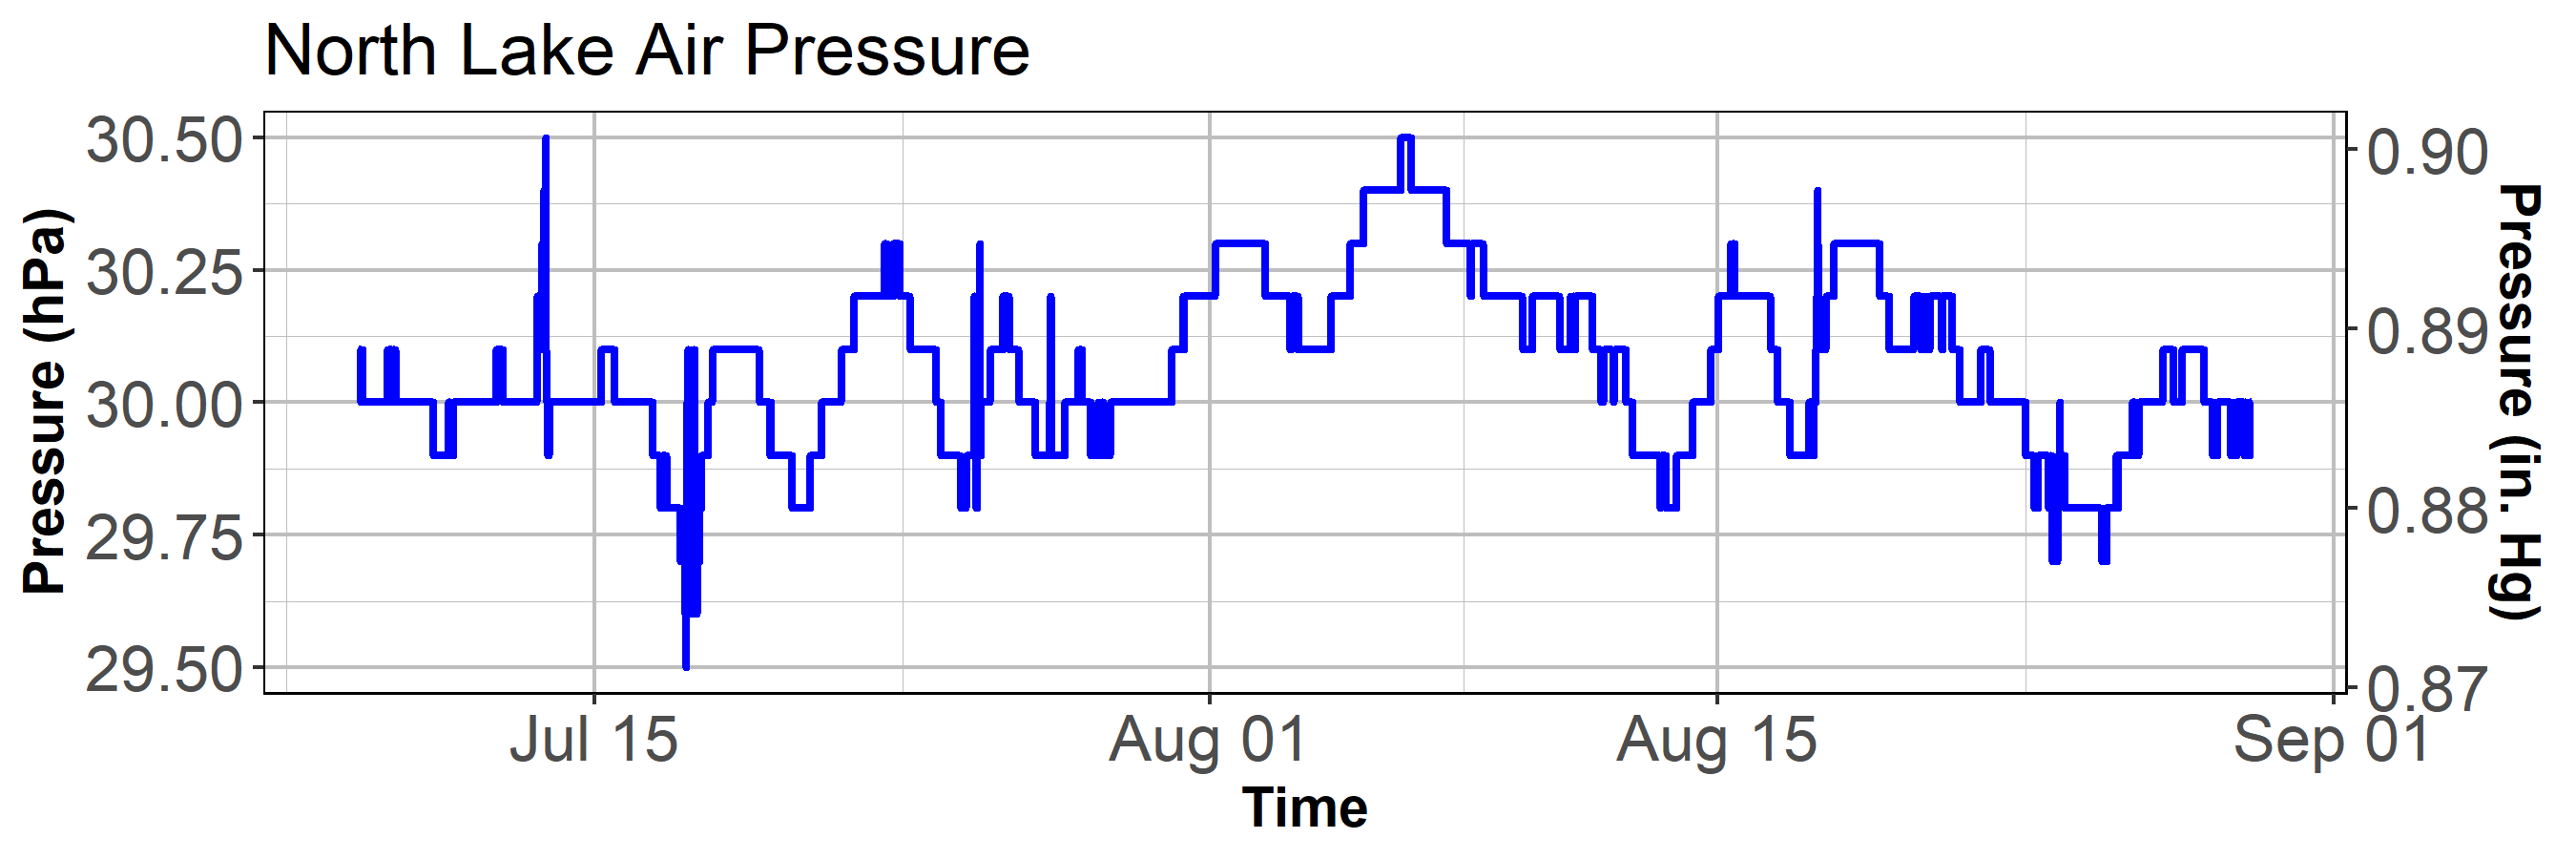 North Lake Air Pressure
Pressure (hPa)
30.50
30.25
30.00
29.75
29.50
0.90
0.89
0.88
0.87
Pressure (in. Hg)
Jul 15
Aug 01
Aug 15
Sep 01
Time